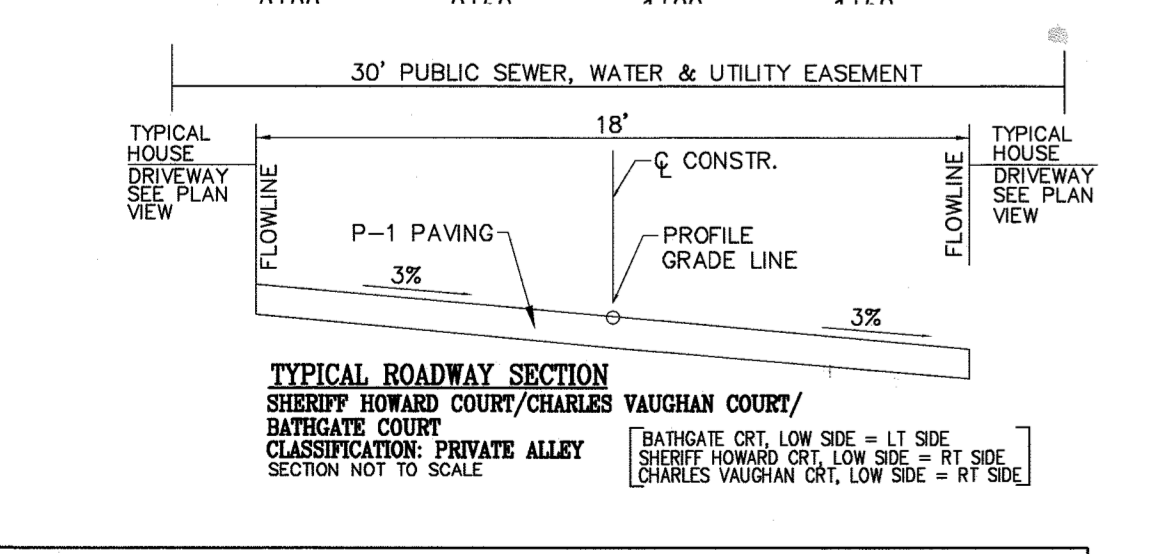 30' PUBLIC SEWER, WATER & UTILITY EASEMENT
18'
TYPICAL
HOUSE
DRIVEWAY
SEE PLAN
VIEW
FLOWLINE
℄ CONSTR.
P-1 PAVING
PROFILE
GRADE LINE
3%
3%
FLOWLINE
TYPICAL
HOUSE
DRIVEWAY
SEE PLAN
VIEW
TYPICAL ROADWAY SECTION
SHERIFF HOWARD COURT/CHARLES VAUGHAN COURT/
BATHGATE COURT
CLASSIFICATION: PRIVATE ALLEY
SECTION NOT TO SCALE
BATHGATE CRT, LOW SIDE = LT SIDE
SHERIFF HOWARD CRT, LOW SIDE = RT SIDE
CHARLES VAUGHAN CRT, LOW SIDE = RT SIDE